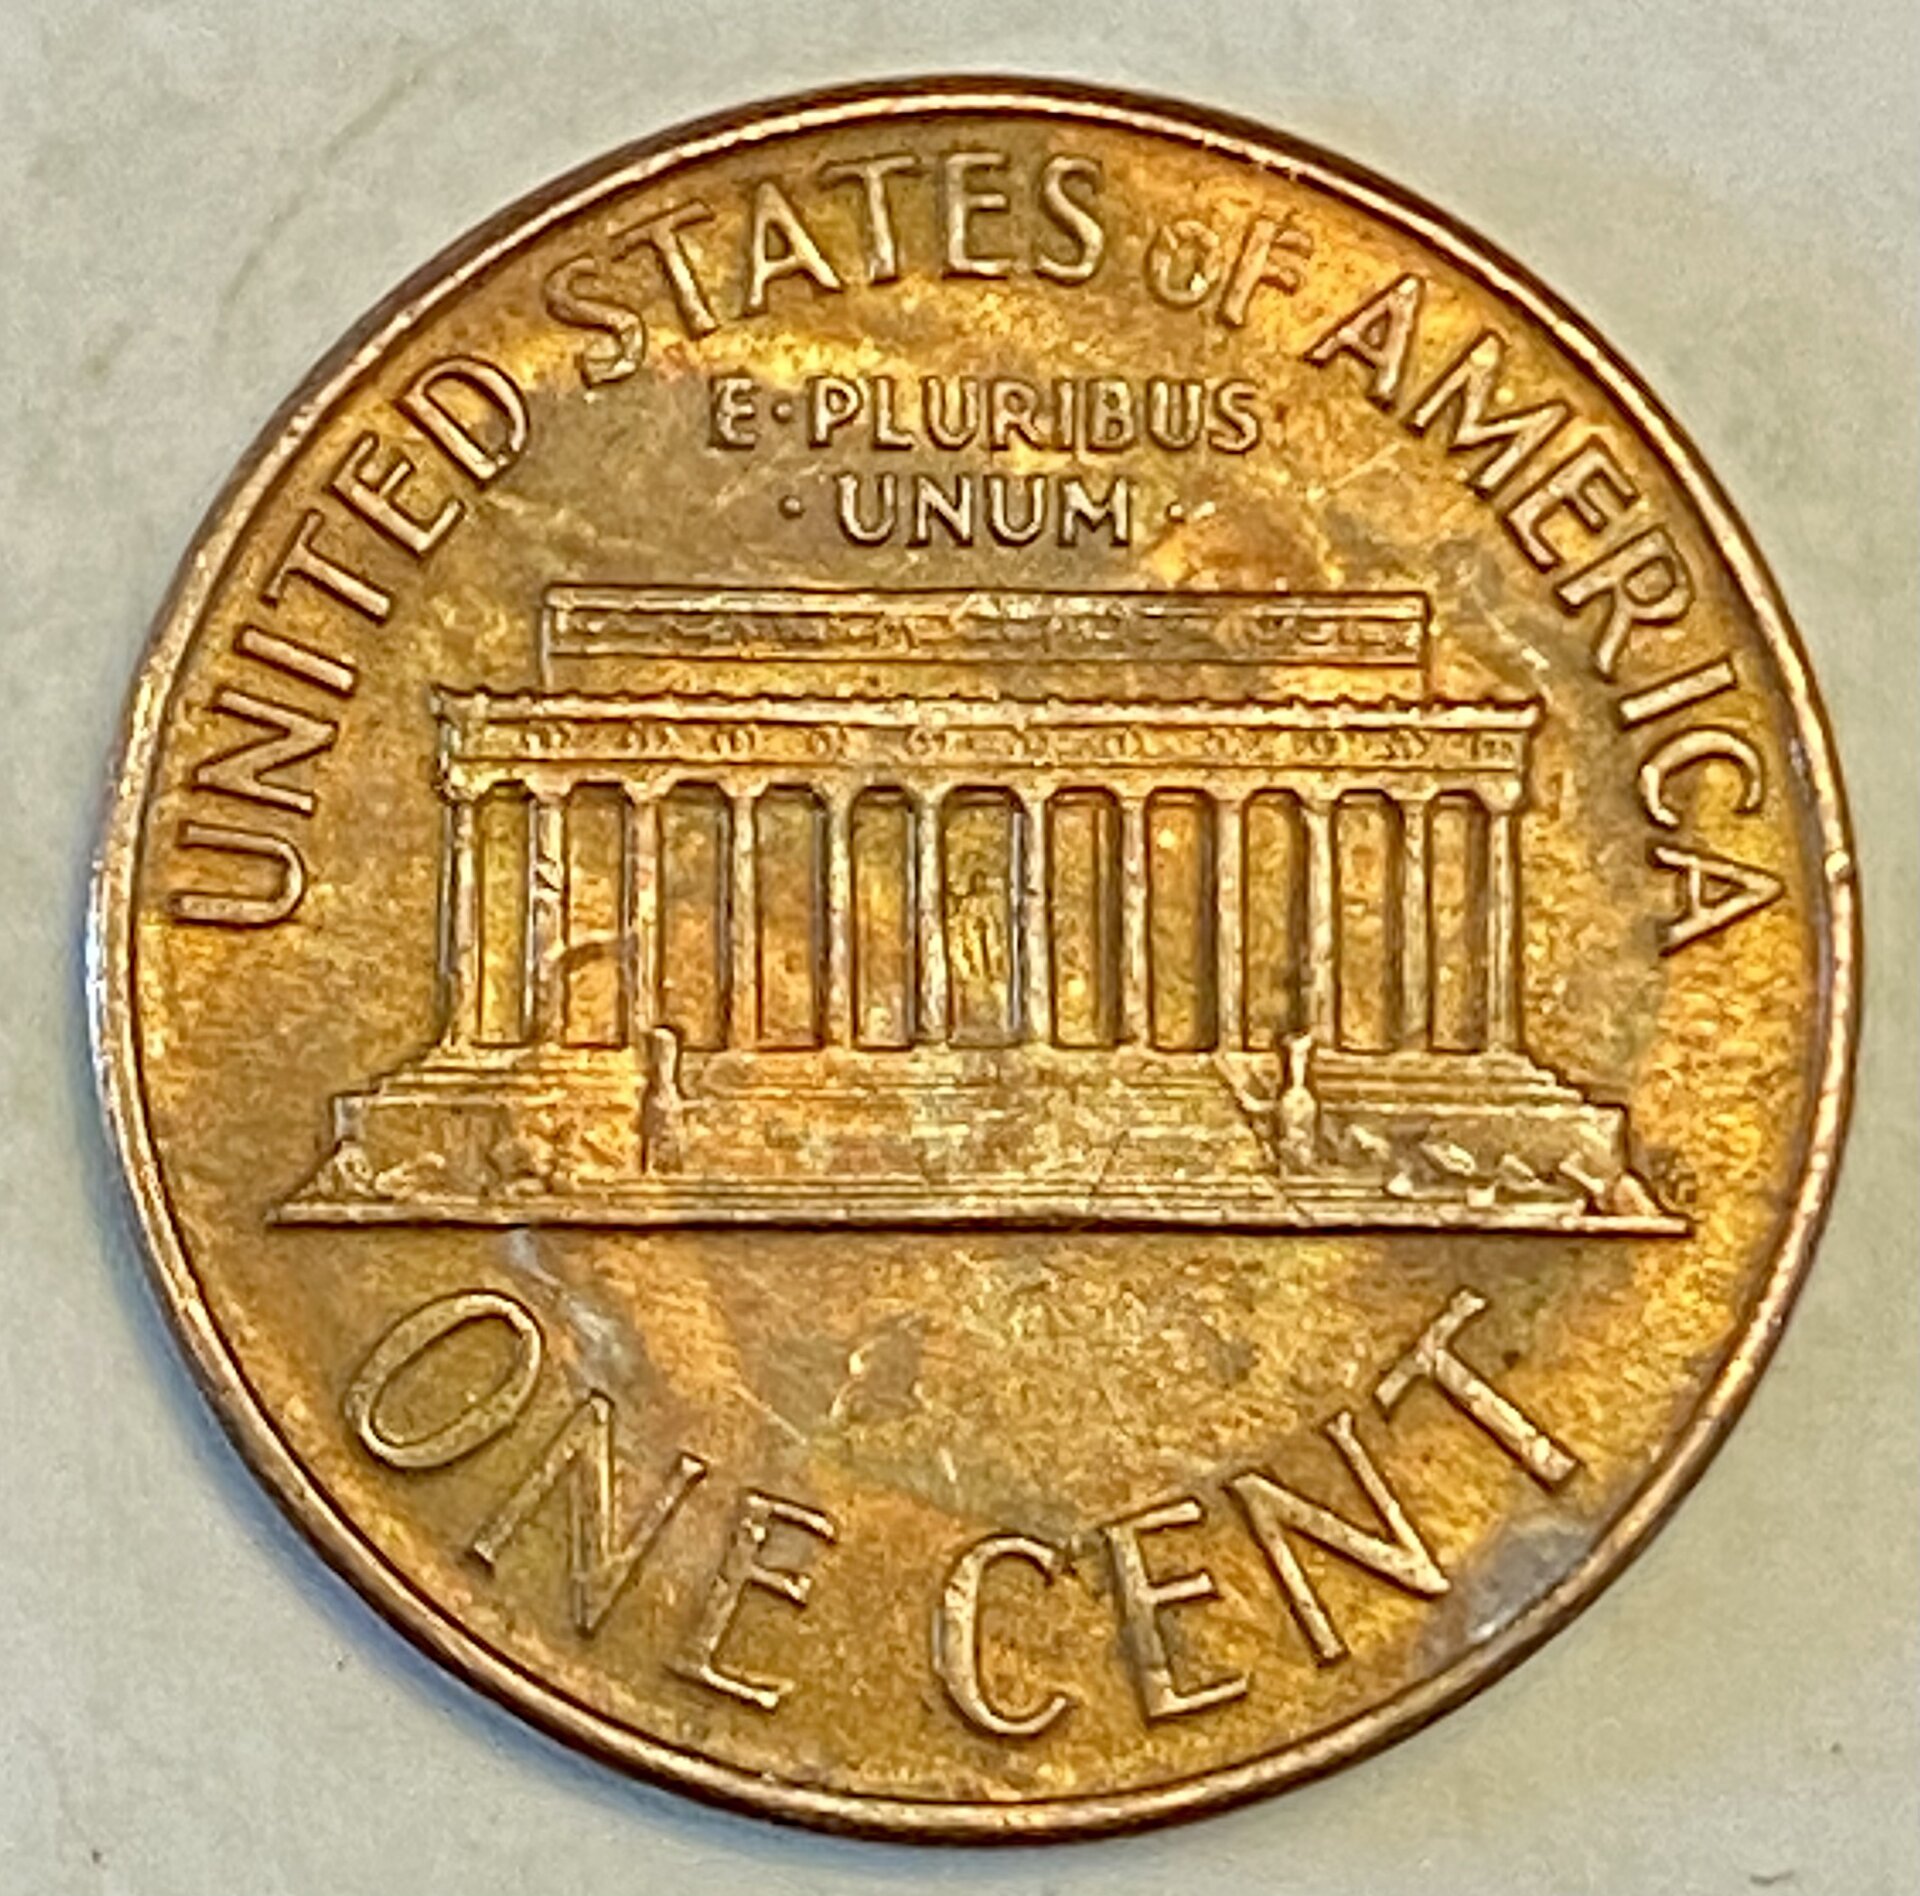 UNITED STATES OF AMERICA
E·PLURIBUS
·UNUM·
ONE CENT